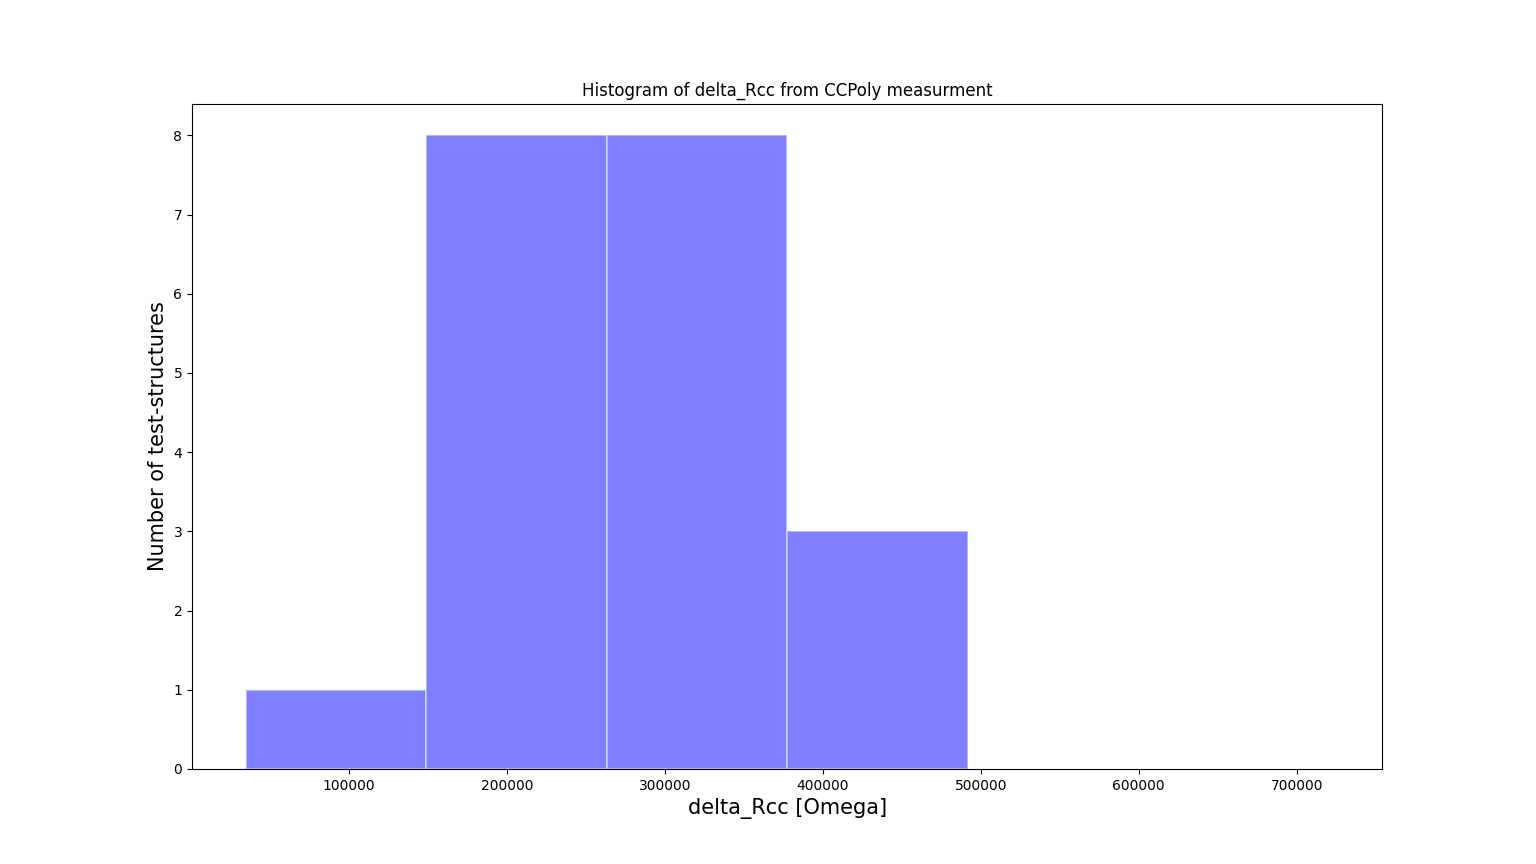 Histogram of delta_Rcc from CCPoly measurment
8
7
6
5
4
3
2
1
0
Number of test-structures
100000 200000 300000 400000 500000 600000 700000
delta_Rcc [Omega]